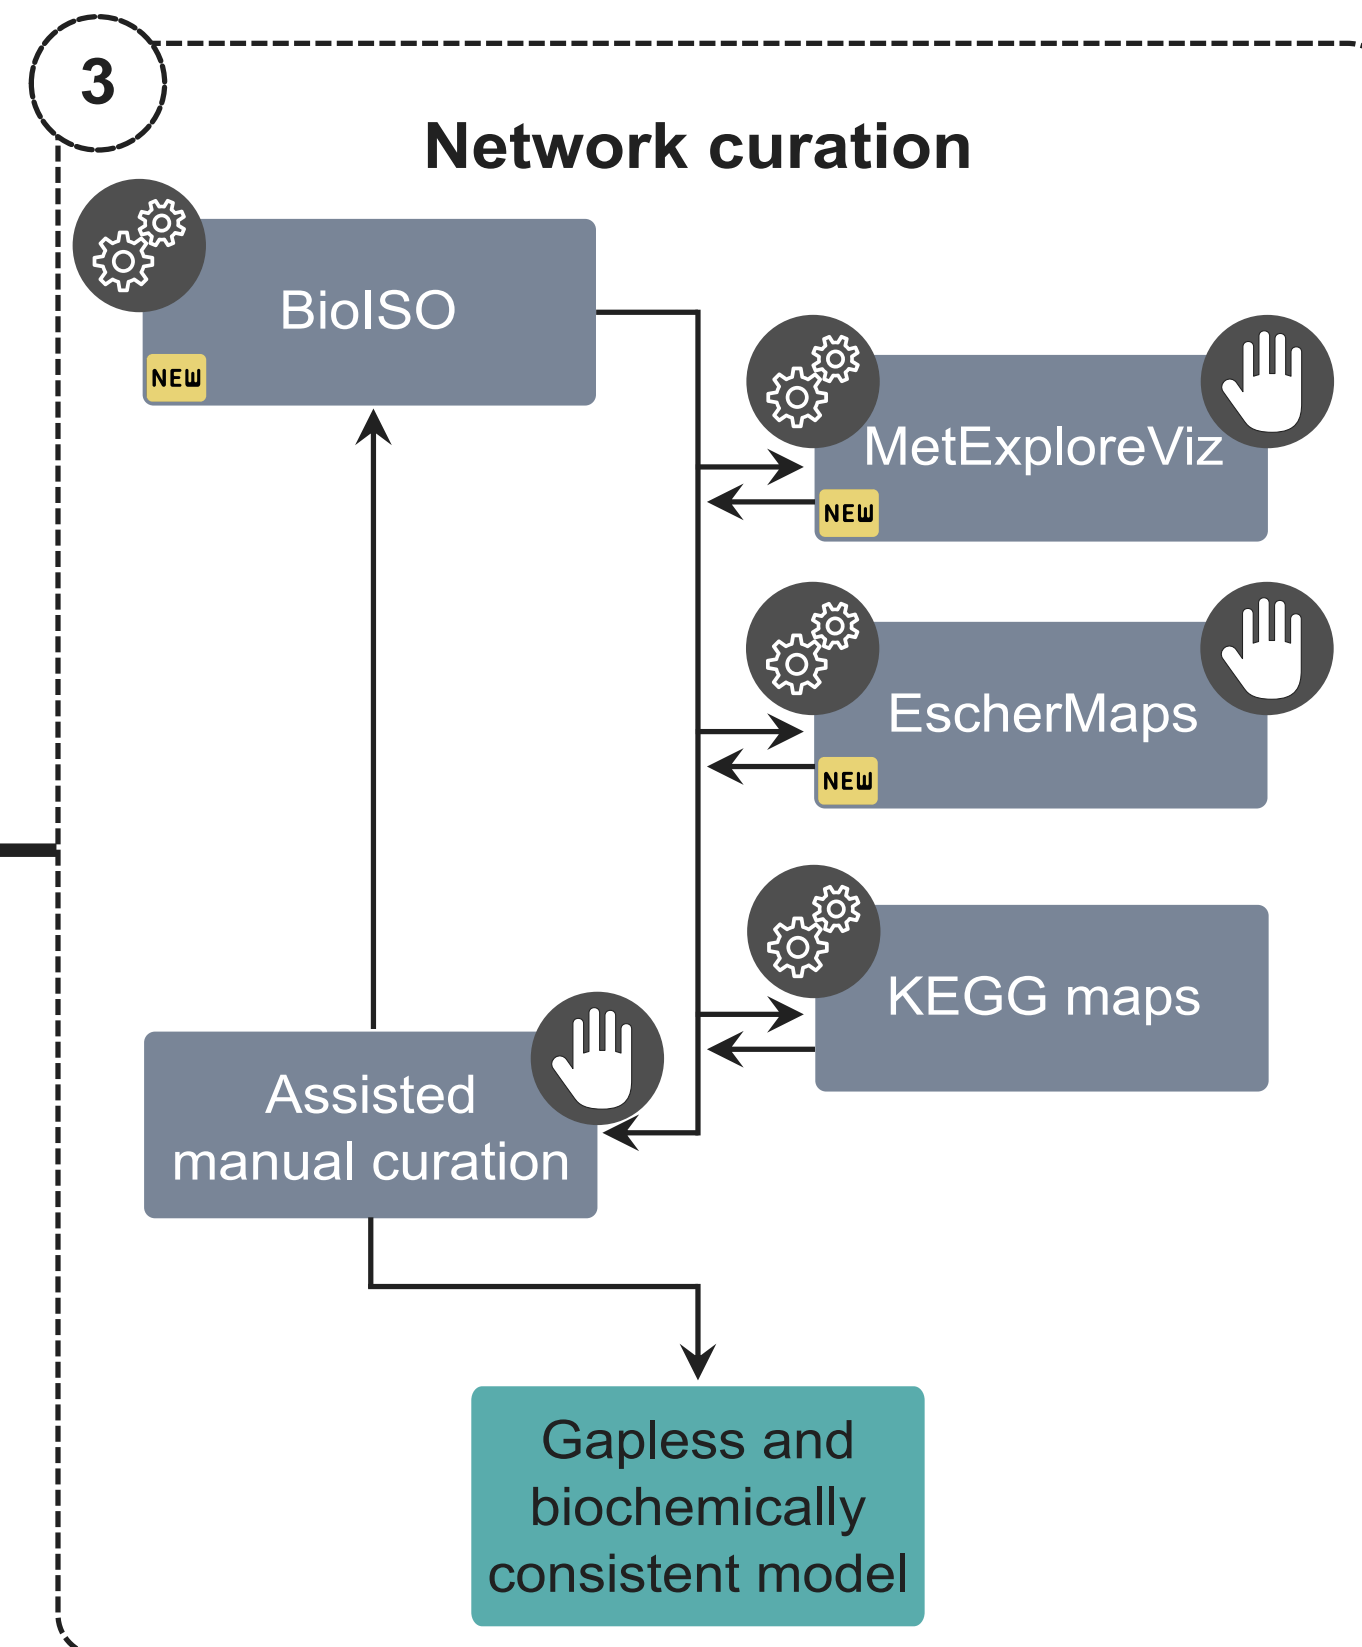 3
Network curation
BioISO
NEW
MetExploreViz
NEW
EscherMaps
NEW
KEGG maps
Assisted
manual curation
Gapless and
biochemically
consistent model